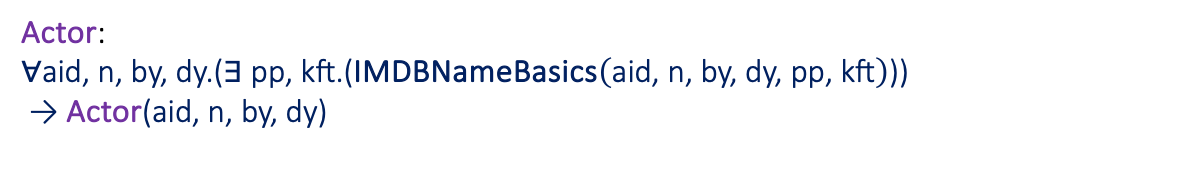 Actor:
∀aid, n, by, dy.(∃ pp, kft.(IMDBNameBasics(aid, n, by, dy, pp, kft)))
→ Actor(aid, n, by, dy)